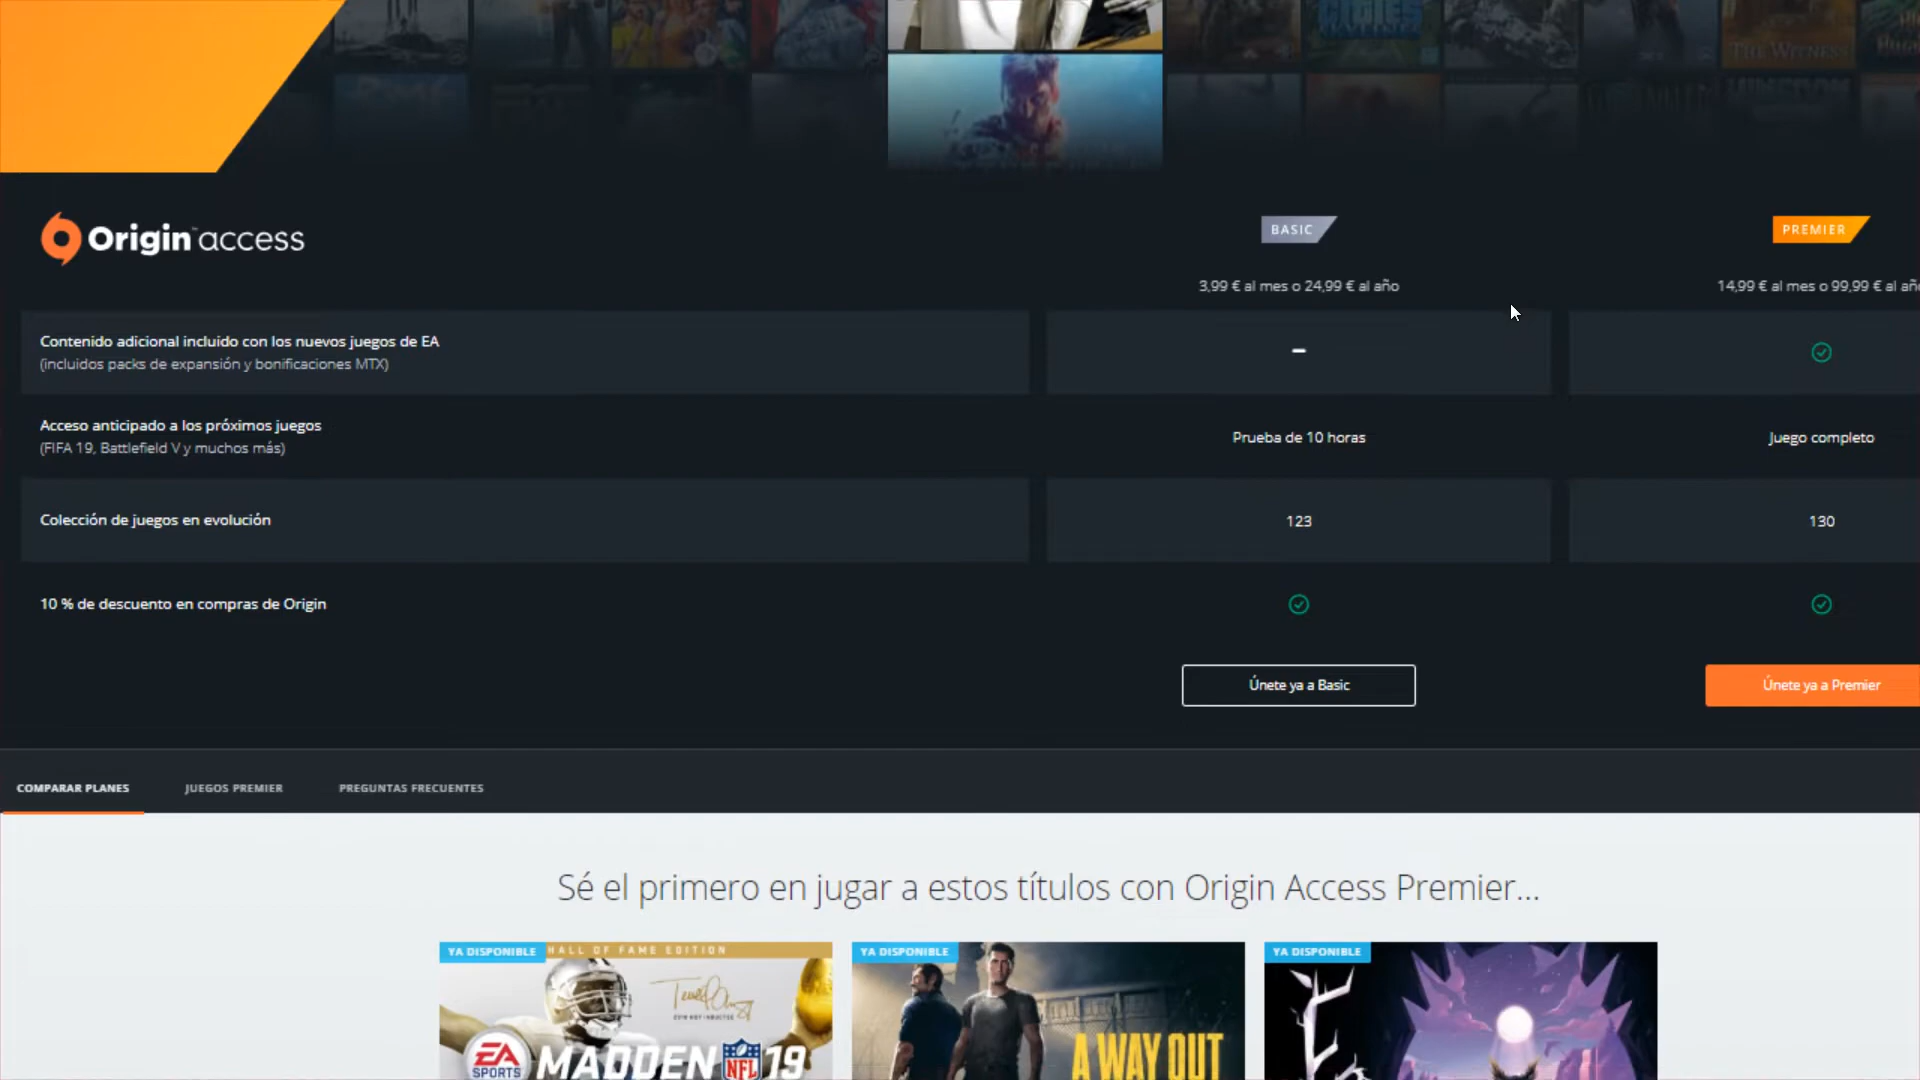 CITIES
SKYLINES
THE WITNESS
Origin access
BASIC
PREMIER
3,99 € al mes o 24,99 € al año
14,99 € al mes o 99,99 € al añ
Contenido adicional incluido con los nuevos juegos de EA
(incluidos packs de expansión y bonificaciones MTX)
Acceso anticipado a los próximos juegos
(FIFA 19, Battlefield V y muchos más)
Prueba de 10 horas
Juego completo
Colección de juegos en evolución
123
130
10 % de descuento en compras de Origin
Únete ya a Basic
Únete ya a Premier
COMPARAR PLANES
JUEGOS PREMIER
PREGUNTAS FRECUENTES
Sé el primero en jugar a estos títulos con Origin Access Premier...
YA DISPONIBLE
HALL OF FAME EDITION
YA DISPONIBLE
YA DISPONIBLE
EA
SPORTS
MADDEN NFL 19
A WAY OUT